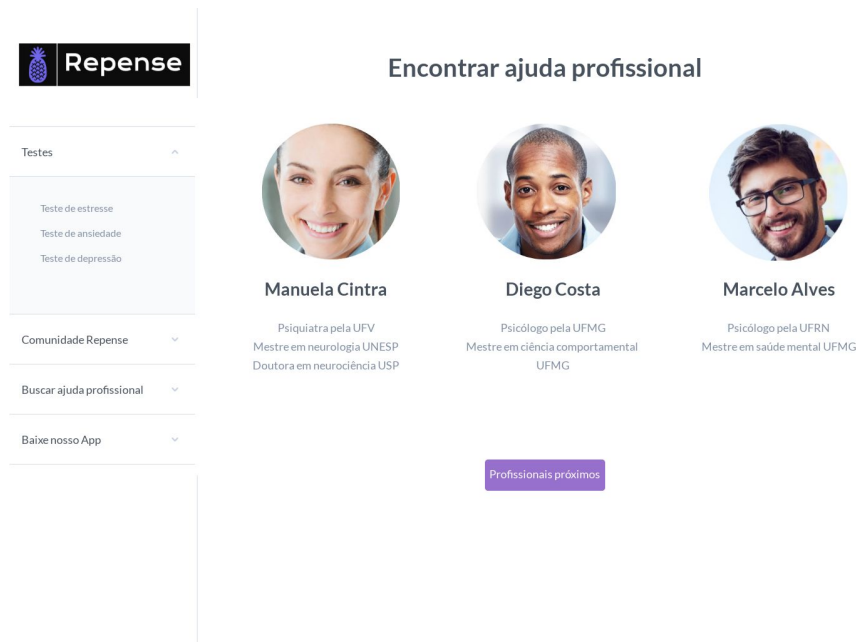 Repense
Testes
Teste de estresse
Teste de ansiedade
Teste de depressão
Comunidade Repense
Buscar ajuda profissional
Baixe nosso App
Encontrar ajuda profissional
Manuela Cintra
Psiquiatra pela UFV
Mestre em neurologia UNESP
Doutora em neurociência USP
Diego Costa
Psicólogo pela UFMG
Mestre em ciência comportamental
UFMG
Marcelo Alves
Psicólogo pela UFRN
Mestre em saúde mental UFMG
Profissionais próximos